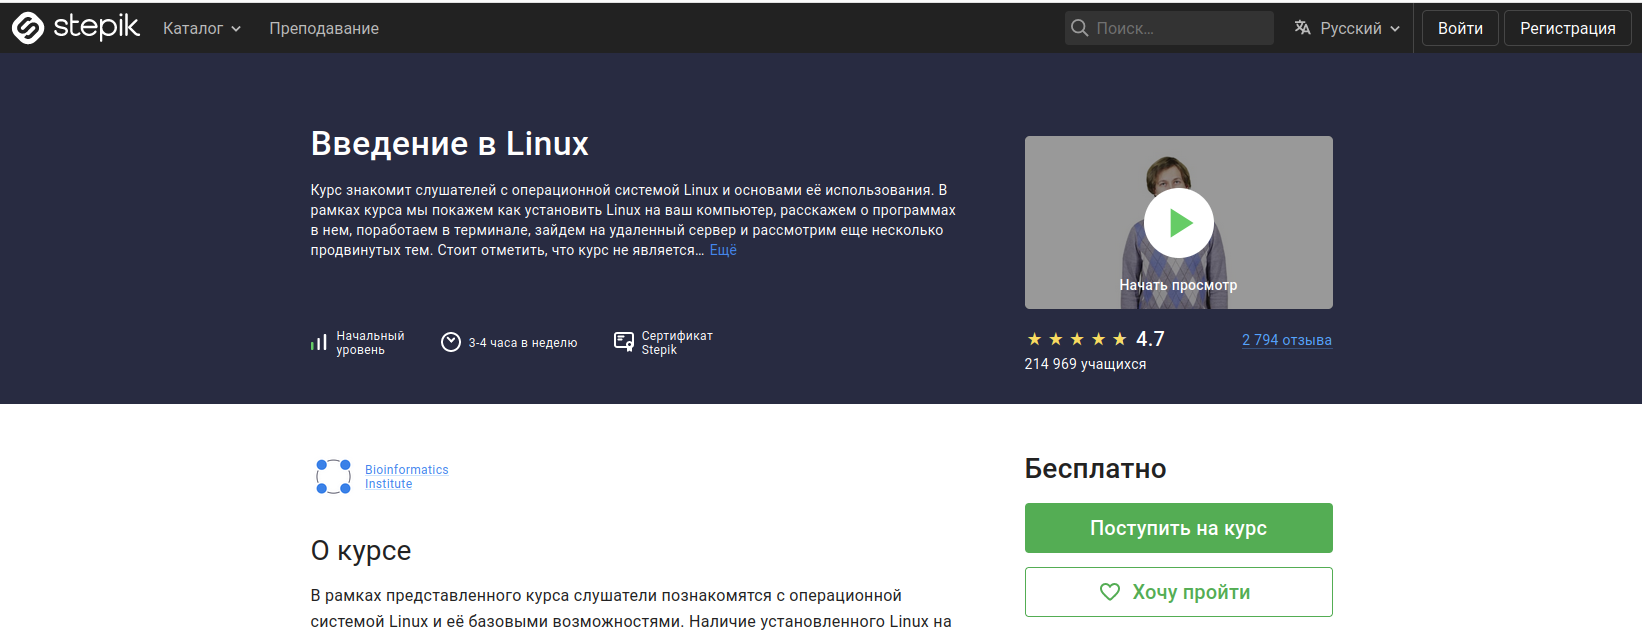 stepik Каталог Преподавание Поиск... Русский Войти Регистрация
Введение в Linux
Курс знакомит слушателей с операционной системой Linux и основами её использования. В
рамках курса мы покажем как установить Linux на ваш компьютер, расскажем о программах
в нем, поработаем в терминале, зайдем на удаленный сервер и рассмотрим еще несколько
продвинутых тем. Стоит отметить, что курс не является... Ещё
Начальный
уровень
3-4 часа в неделю
Сертификат
Stepik
Начать просмотр
4.7 2 794 отзыва
214 969 учащихся
Bioinformatics
Institute
О курсе
В рамках представленного курса слушатели познакомятся с операционной
системой Linux и её базовыми возможностями. Наличие установленного Linux на
Бесплатно
Поступить на курс
Хочу пройти